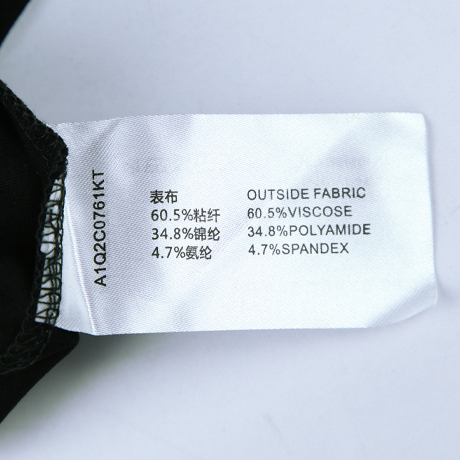 A1Q2C0761KT
表布
60.5%粘纤
34.8%锦纶
4.7%氨纶
OUTSIDE FABRIC
60.5%VISCOSE
34.8%POLYAMIDE
4.7%SPANDEX